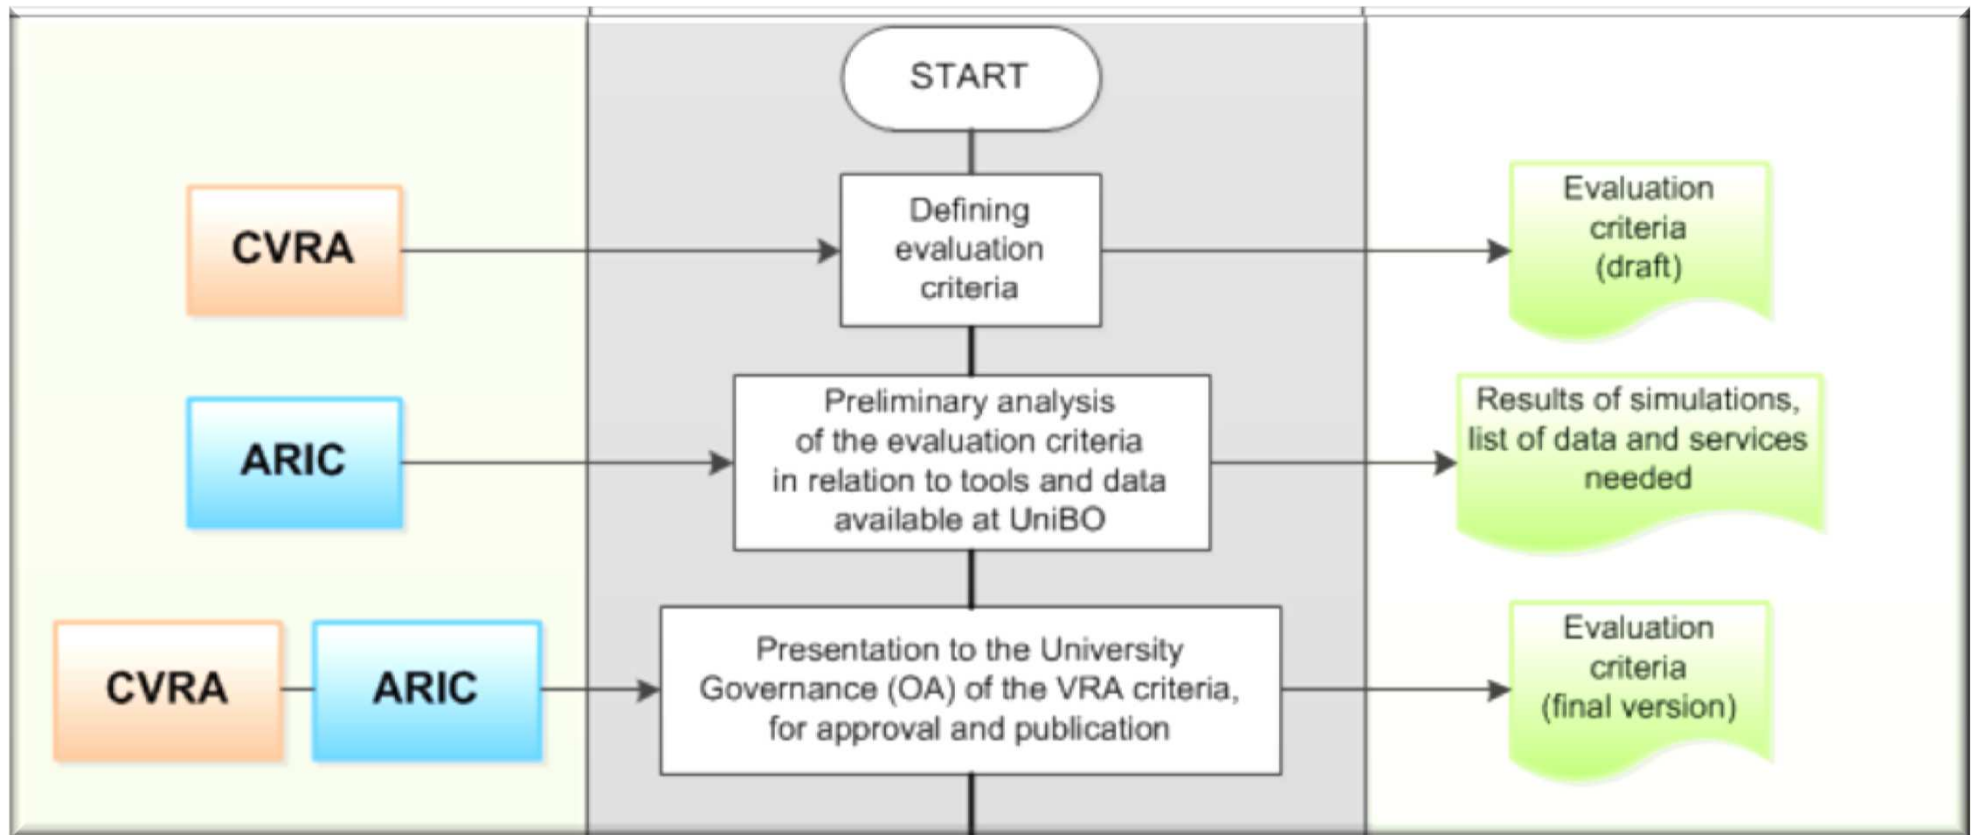 START
CVRA
Defining
evaluation
criteria
Evaluation
criteria
(draft)
ARIC
Preliminary analysis
of the evaluation criteria
in relation to tools and data
available at UniBO
Results of simulations,
list of data and services
needed
CVRA
ARIC
Presentation to the University
Governance (OA) of the VRA criteria,
for approval and publication
Evaluation
criteria
(final version)